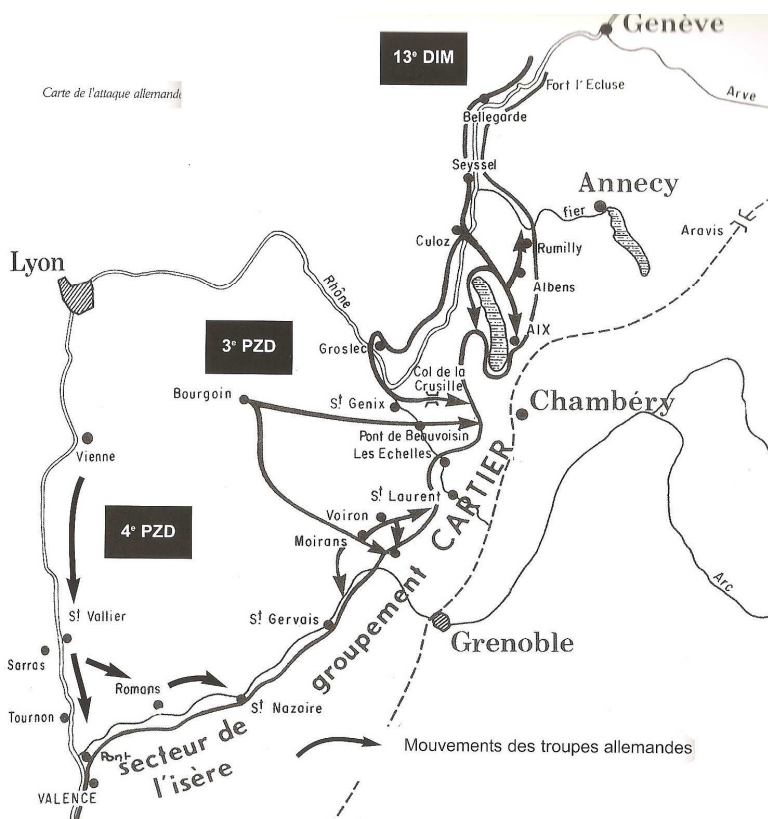 Genève
13e DIM
Carte de l'attaque allemande
Fort l'Ecluse
Arve
Bellegarde
Seyssel
Annecy
fier
Aravis
Culoz
Rumilly
Lyon
Albens
Rhône
AIX
3e PZD
Groslec
Col de la
Crusille
Bourgoin
St Genix
Chambéry
Pont de Beauvoisin
Les Echelles
Vienne
St Laurent
Voiron
4e PZD
Moirans
groupement CARTIER
Arc
St Vallier
St Gervais
Grenoble
Sarras
Romans
St Nazaire
Tournon
Pont
secteur de
l'isère
Mouvements des troupes allemandes
VALENCE